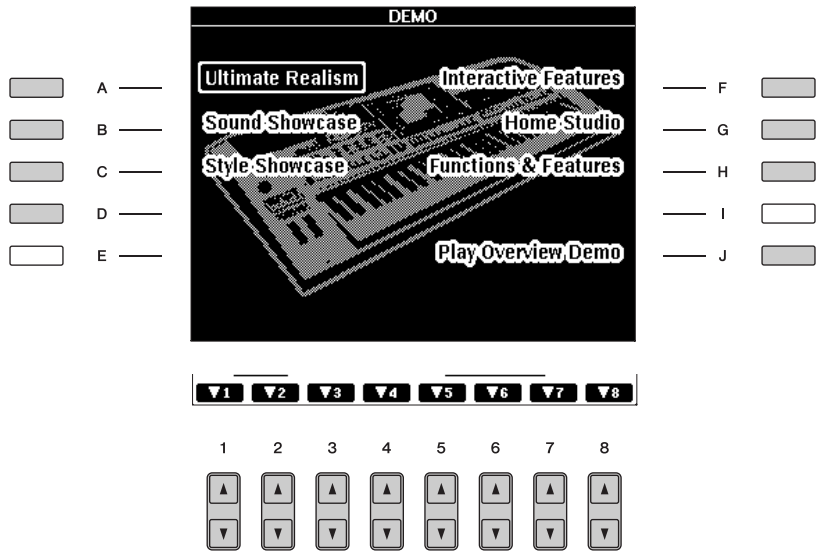 DEMO
A Ultimate Realism Interactive Features F
B Sound Showcase Home Studio G
C Style Showcase Functions & Features H
D I
E Play Overview Demo J
▼1 ▼2 ▼3 ▼4 ▼5 ▼6 ▼7 ▼8
1 2 3 4 5 6 7 8